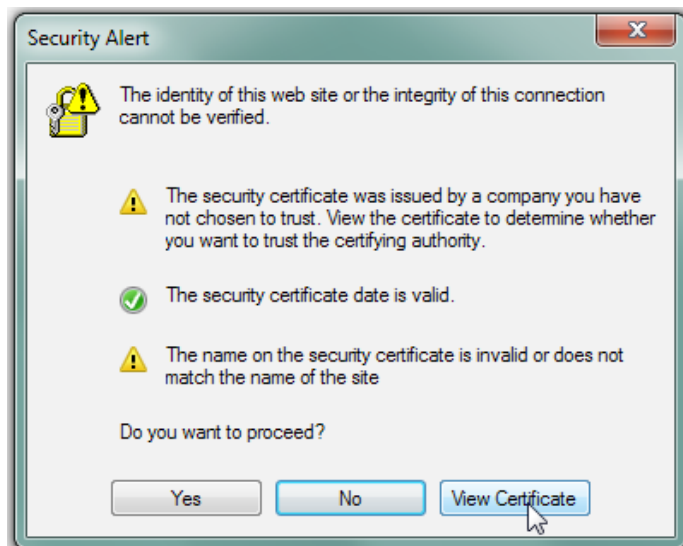 Security Alert
The identity of this web site or the integrity of this connection
cannot be verified.
The security certificate was issued by a company you have
not chosen to trust. View the certificate to determine whether
you want to trust the certifying authority.
The security certificate date is valid.
The name on the security certificate is invalid or does not
match the name of the site
Do you want to proceed?
Yes No View Certificate